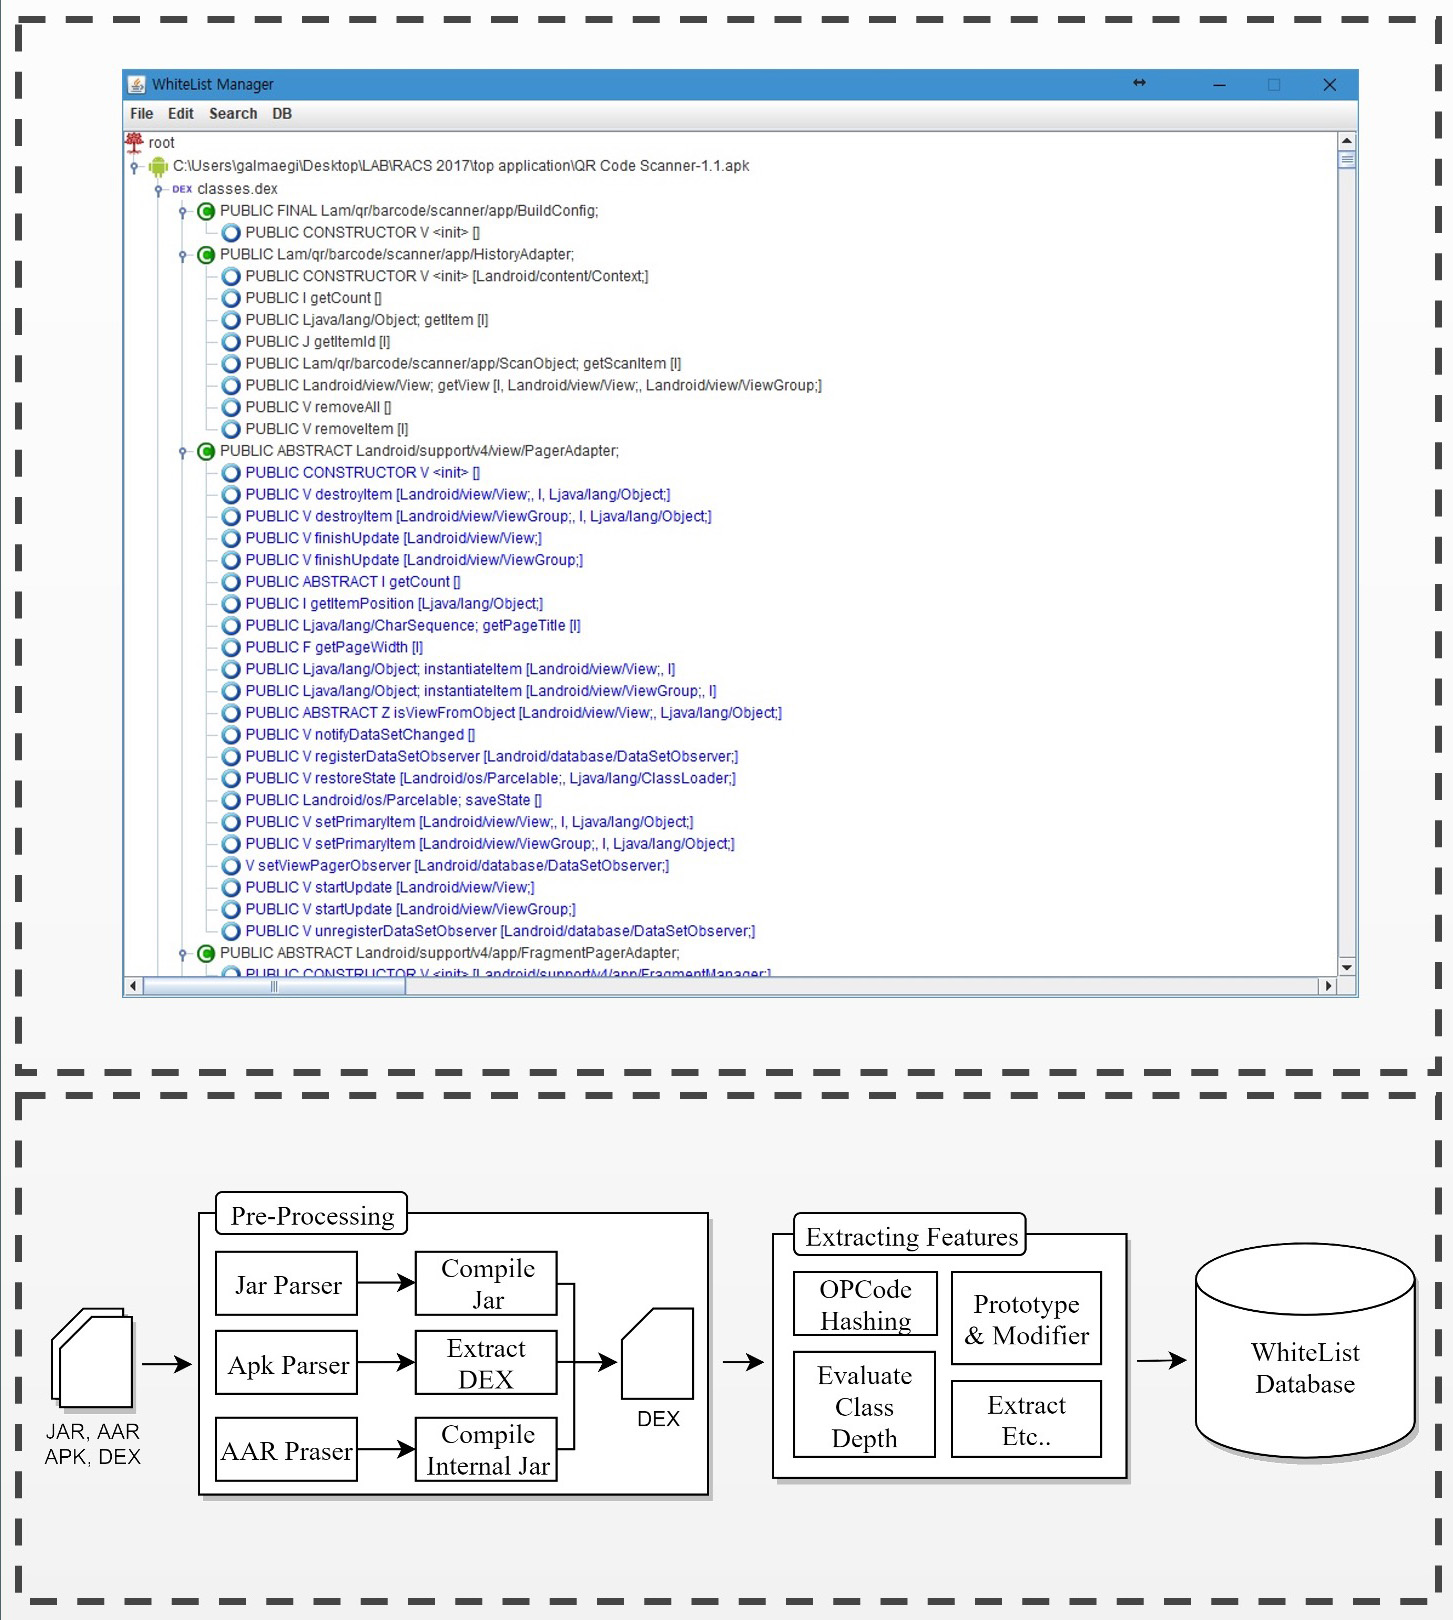 WhiteList Manager
File Edit Search DB
root
C:\Users\galmaegi\Desktop\LAB\RACS 2017\top application\QR Code Scanner-1.1.apk
DEX classes.dex
C PUBLIC FINAL Lam/qr/barcode/scanner/app/BuildConfig;
PUBLIC CONSTRUCTOR V <init> []
C PUBLIC Lam/qr/barcode/scanner/app/HistoryAdapter;
PUBLIC CONSTRUCTOR V <init> [Landroid/content/Context;]
PUBLIC I getCount []
PUBLIC Ljava/lang/Object; getItem [I]
PUBLIC J getItemId [I]
PUBLIC Lam/qr/barcode/scanner/app/ScanObject; getScanItem [I]
PUBLIC Landroid/view/View; getView [I, Landroid/view/View;, Landroid/view/ViewGroup;]
PUBLIC V removeAll []
PUBLIC V removeItem [I]
C PUBLIC ABSTRACT Landroid/support/v4/view/PagerAdapter;
PUBLIC CONSTRUCTOR V <init> []
PUBLIC V destroyItem [Landroid/view/View;, I, Ljava/lang/Object;]
PUBLIC V destroyItem [Landroid/view/ViewGroup;, I, Ljava/lang/Object;]
PUBLIC V finishUpdate [Landroid/view/View;]
PUBLIC V finishUpdate [Landroid/view/ViewGroup;]
PUBLIC ABSTRACT I getCount []
PUBLIC I getItemPosition [Ljava/lang/Object;]
PUBLIC Ljava/lang/CharSequence; getPageTitle [I]
PUBLIC F getPageWidth [I]
PUBLIC Ljava/lang/Object; instantiateItem [Landroid/view/View;, I]
PUBLIC Ljava/lang/Object; instantiateItem [Landroid/view/ViewGroup;, I]
PUBLIC ABSTRACT Z isViewFromObject [Landroid/view/View;, Ljava/lang/Object;]
PUBLIC V notifyDataSetChanged []
PUBLIC V registerDataSetObserver [Landroid/database/DataSetObserver;]
PUBLIC V restoreState [Landroid/os/Parcelable;, Ljava/lang/ClassLoader;]
PUBLIC Landroid/os/Parcelable; saveState []
PUBLIC V setPrimaryItem [Landroid/view/View;, I, Ljava/lang/Object;]
PUBLIC V setPrimaryItem [Landroid/view/ViewGroup;, I, Ljava/lang/Object;]
V setViewPagerObserver [Landroid/database/DataSetObserver;]
PUBLIC V startUpdate [Landroid/view/View;]
PUBLIC V startUpdate [Landroid/view/ViewGroup;]
PUBLIC V unregisterDataSetObserver [Landroid/database/DataSetObserver;]
C PUBLIC ABSTRACT Landroid/support/v4/app/FragmentPagerAdapter;
PUBLIC CONSTRUCTOR V <init> [Landroid/support/v4/app/FragmentManager;]
JAR, AAR
APK, DEX
Pre-Processing
Jar Parser
Compile
Jar
Apk Parser
Extract
DEX
AAR Praser
Compile
Internal Jar
DEX
Extracting Features
OPCode
Hashing
Prototype
& Modifier
Evaluate
Class
Depth
Extract
Etc..
WhiteList
Database